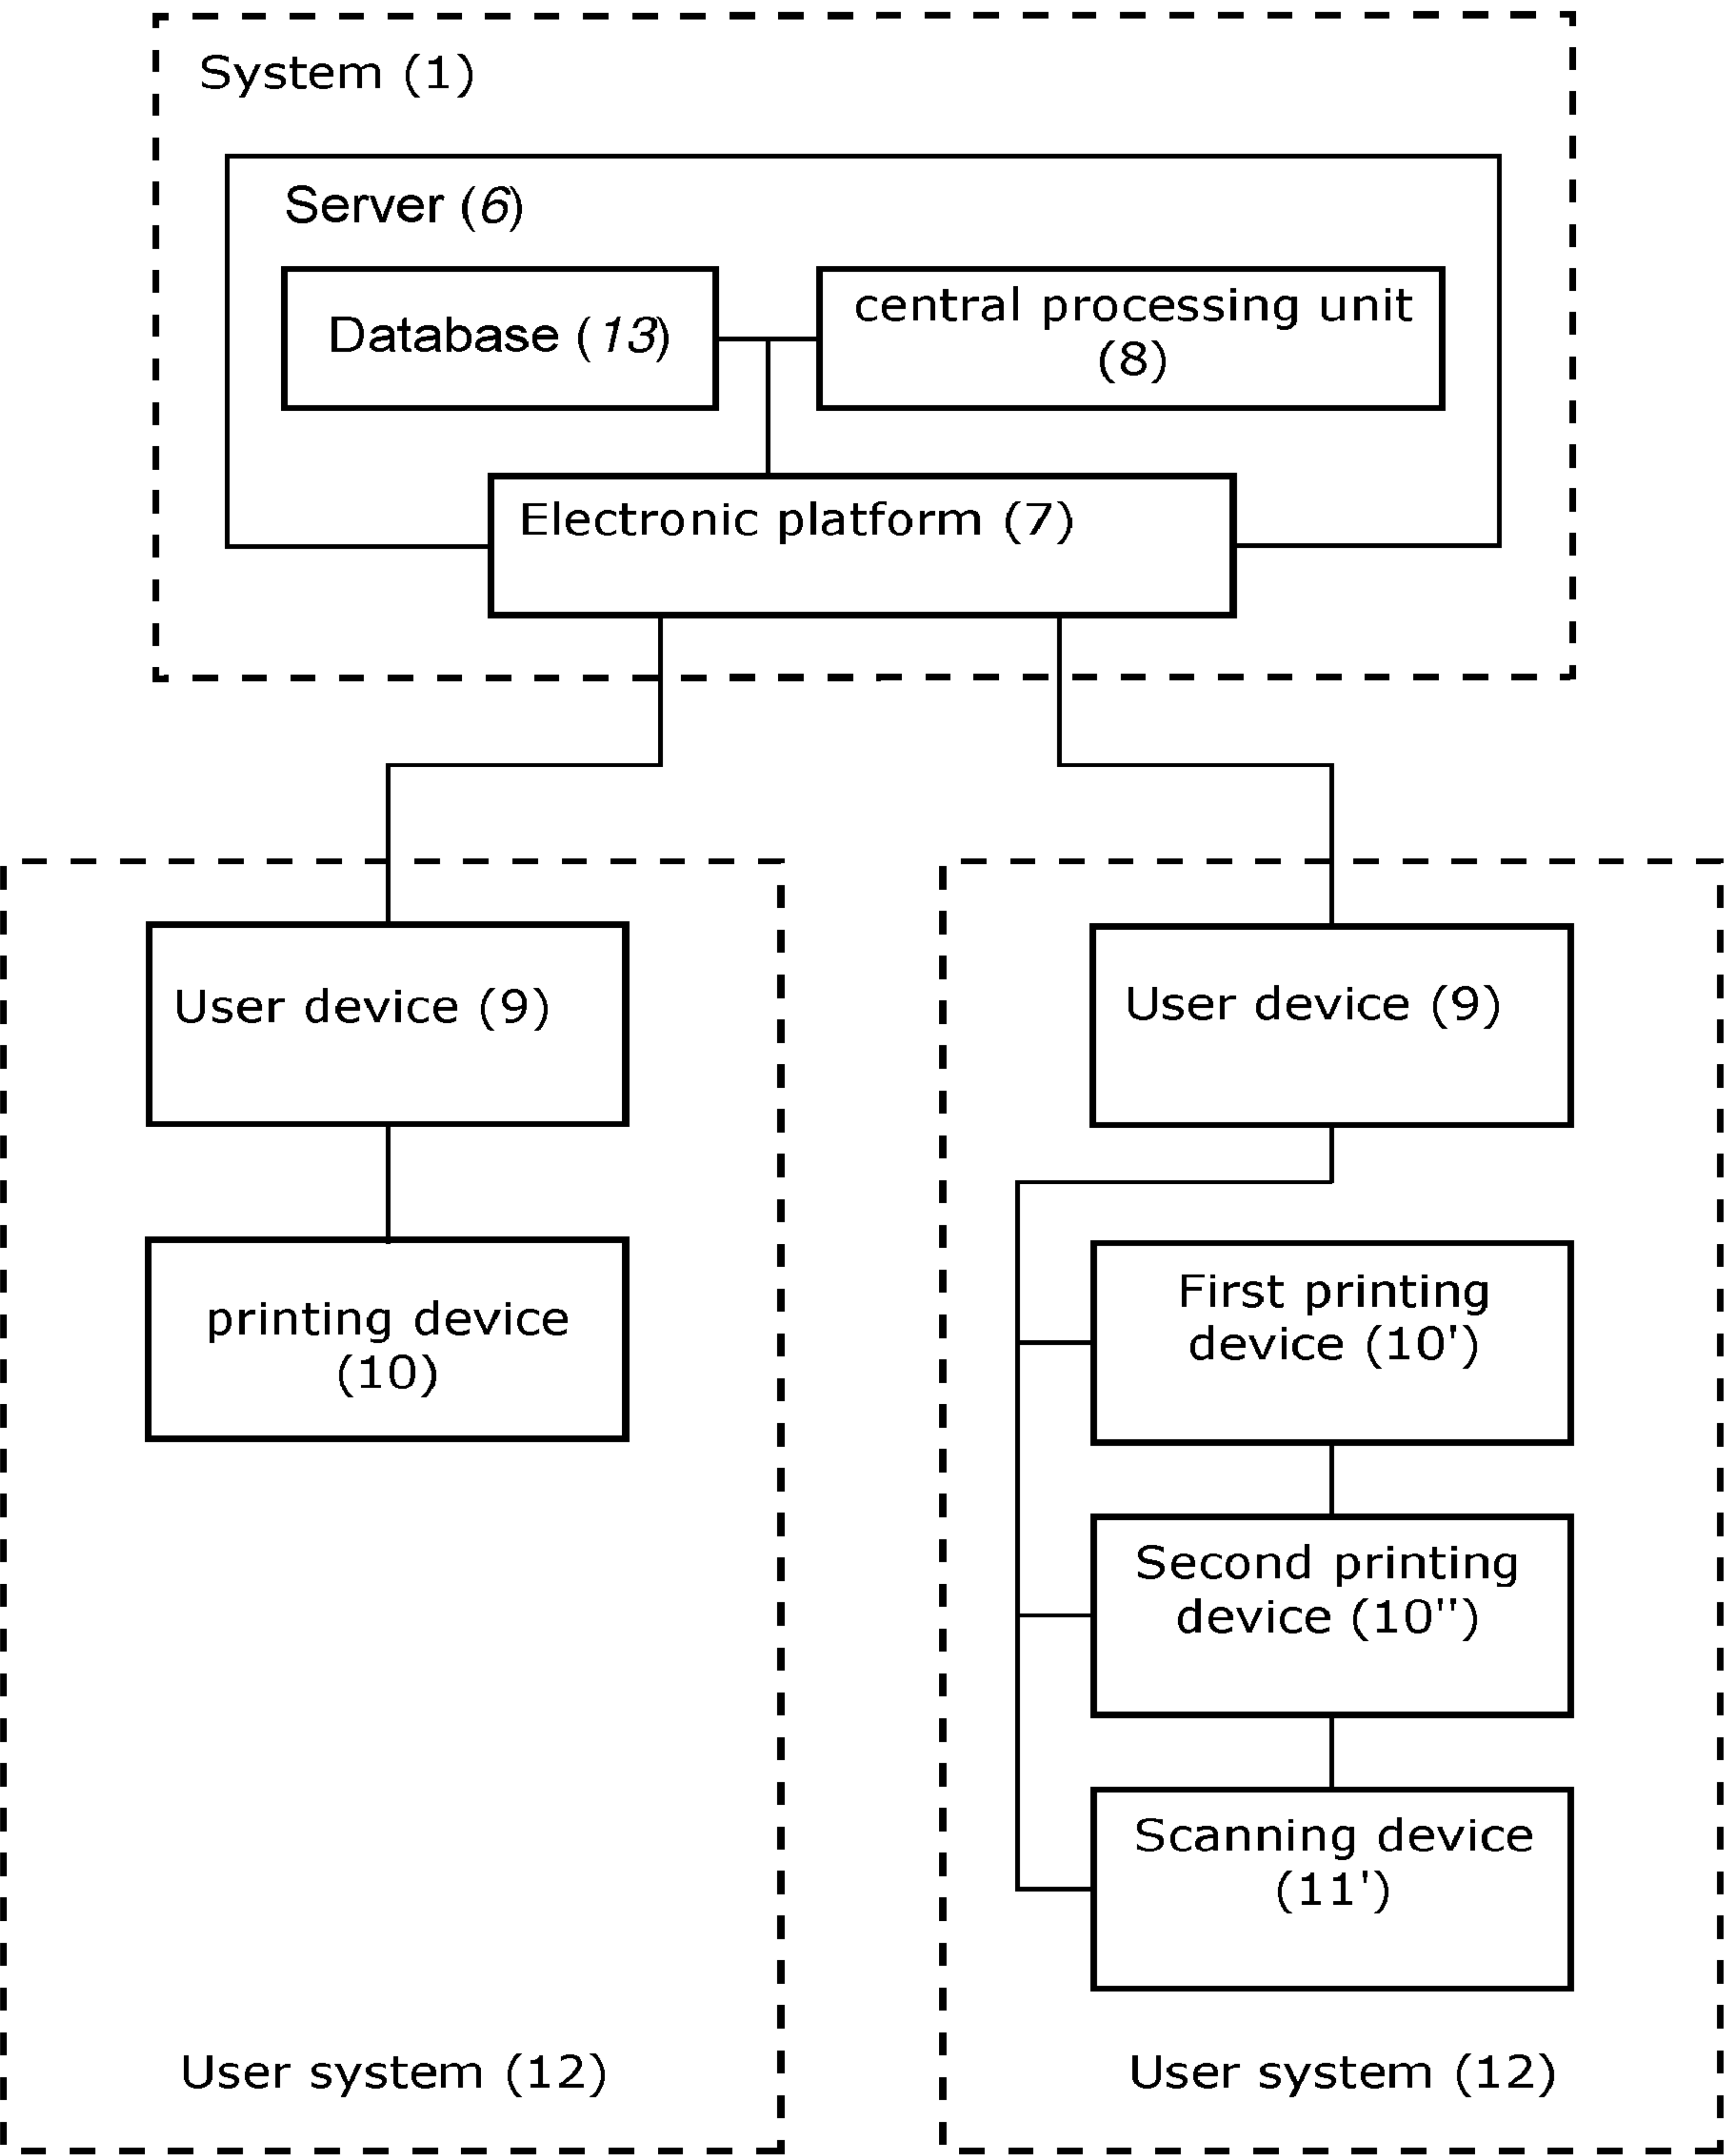 System (1)
Server (6)
Database (13)
central processing unit
(8)
Electronic platform (7)
User device (9)
printing device
(10)
User system (12)
User device (9)
First printing
device (10')
Second printing
device (10'')
Scanning device
(11')
User system (12)